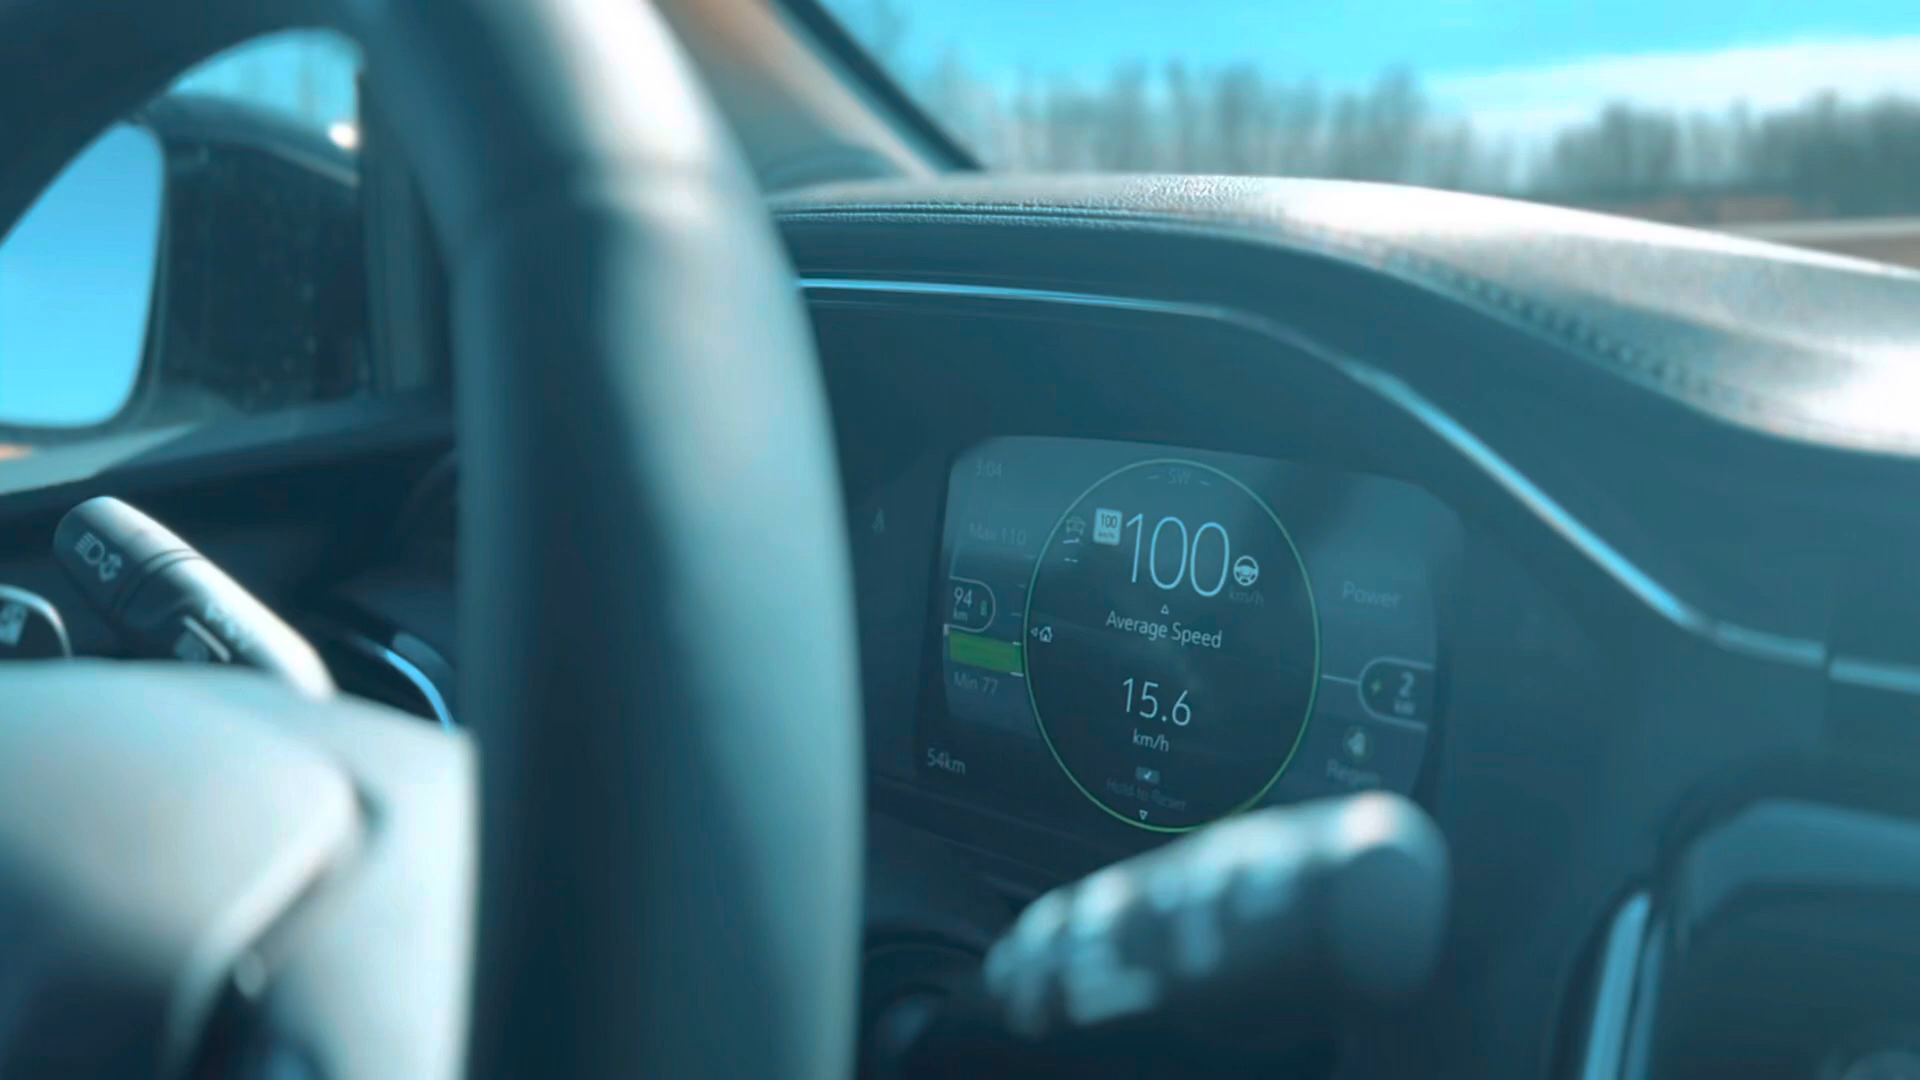 3:04
SW
Max 110
100
100
km/h
94
km
Average Speed
Power
15.6
km/h
2
kW
Min 77
54km
Regen
Hold to Reset